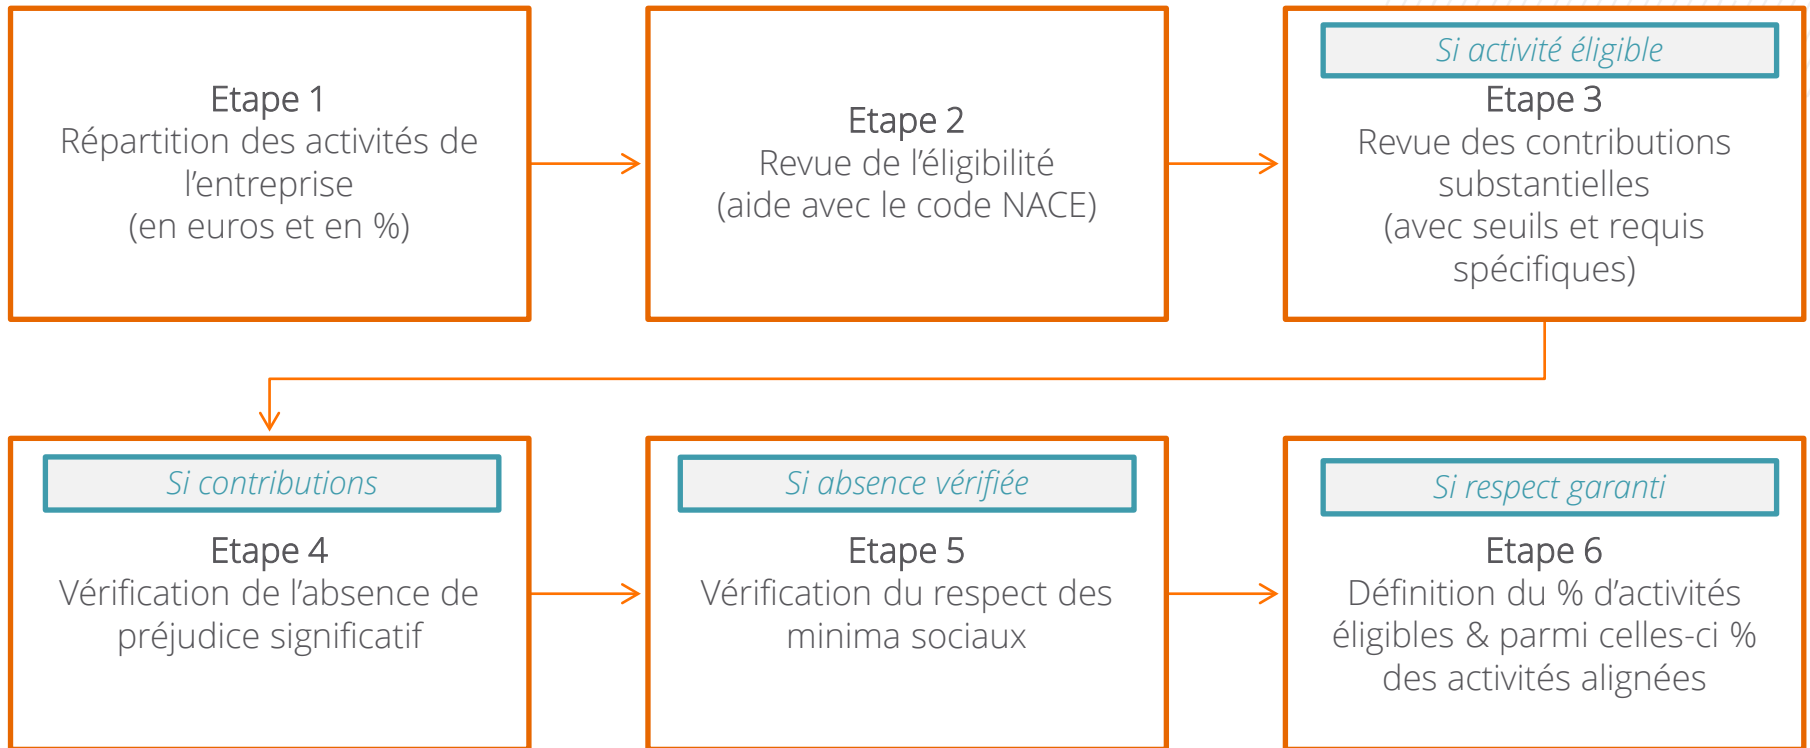 Etape 1
Répartition des activités de
l’entreprise
(en euros et en %)
Etape 2
Revue de l’éligibilité
(aide avec le code NACE)
Si activité éligible
Etape 3
Revue des contributions
substantielles
(avec seuils et requis
spécifiques)
Si contributions
Etape 4
Vérification de l’absence de
préjudice significatif
Si absence vérifiée
Etape 5
Vérification du respect des
minima sociaux
Si respect garanti
Etape 6
Définition du % d’activités
éligibles & parmi celles-ci %
des activités alignées